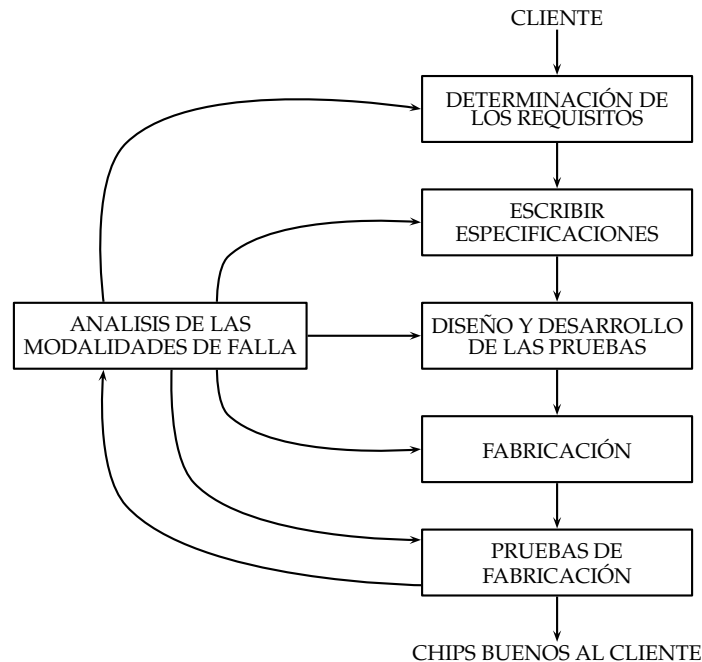 CLIENTE
DETERMINACIÓN DE
LOS REQUISITOS
ESCRIBIR
ESPECIFICACIONES
ANALISIS DE LAS
MODALIDADES DE FALLA
DISEÑO Y DESARROLLO
DE LAS PRUEBAS
FABRICACIÓN
PRUEBAS DE
FABRICACIÓN
CHIPS BUENOS AL CLIENTE